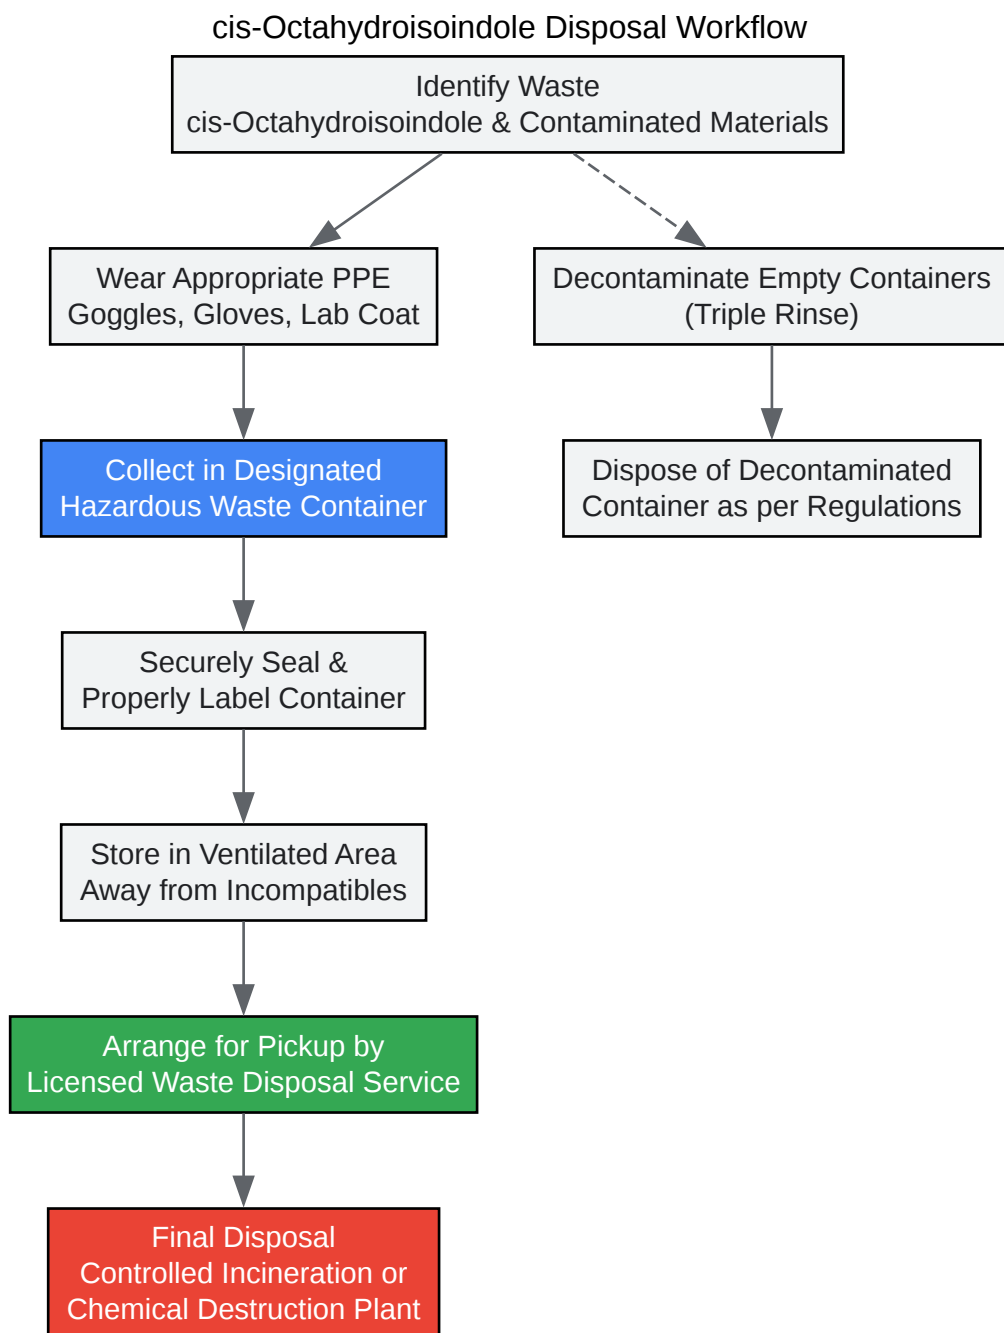 cis-Octahydroisoindole Disposal Workflow
Identify Waste
cis-Octahydroisoindole & Contaminated Materials
Wear Appropriate PPE
Goggles, Gloves, Lab Coat
Decontaminate Empty Containers
(Triple Rinse)
Collect in Designated
Hazardous Waste Container
Dispose of Decontaminated
Container as per Regulations
Securely Seal &
Properly Label Container
Store in Ventilated Area
Away from Incompatibles
Arrange for Pickup by
Licensed Waste Disposal Service
Final Disposal
Controlled Incineration or
Chemical Destruction Plant